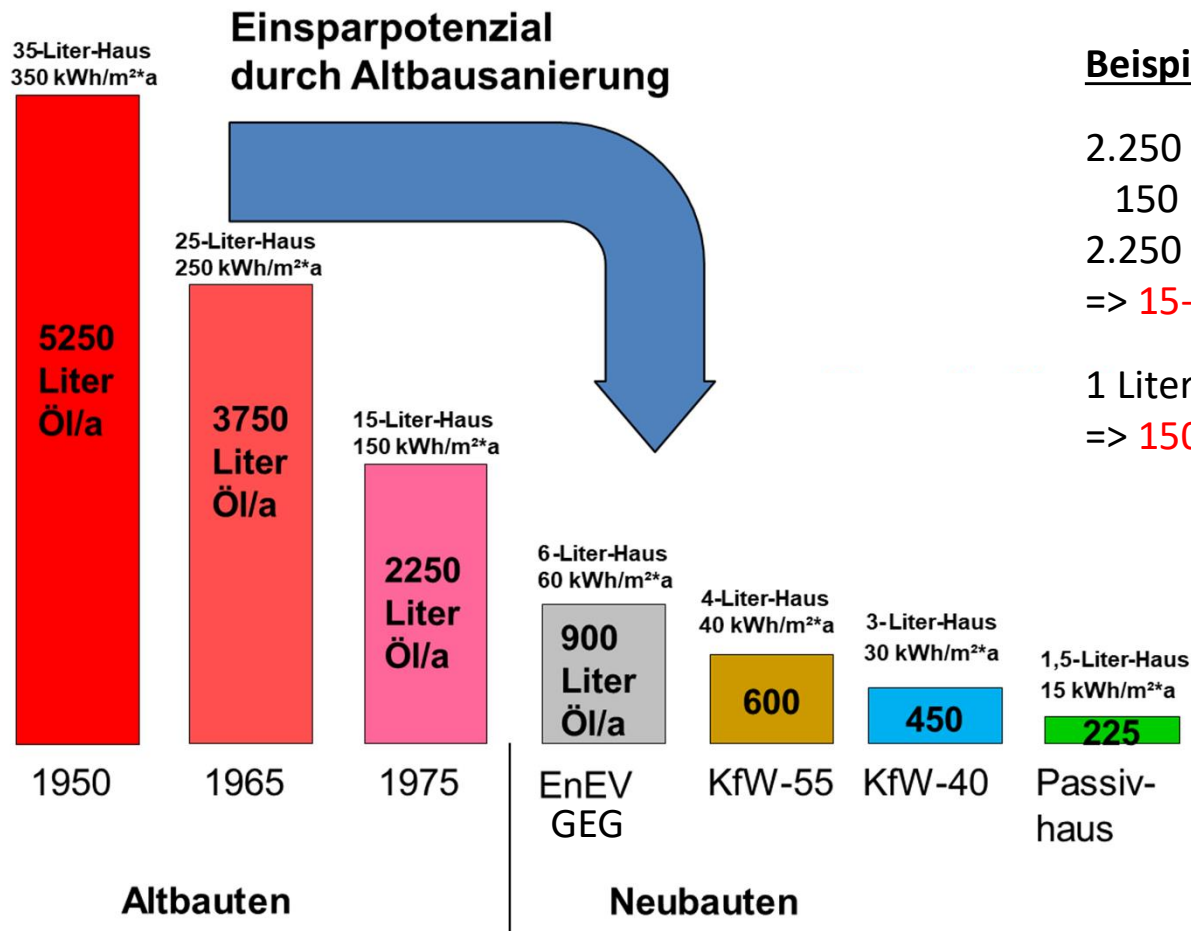 Einsparpotenzial
durch Altbausanierung
35-Liter-Haus
350 kWh/m²*a
5250
Liter
Öl/a
25-Liter-Haus
250 kWh/m²*a
3750
Liter
Öl/a
15-Liter-Haus
150 kWh/m²*a
2250
Liter
Öl/a
6-Liter-Haus
60 kWh/m²*a
900
Liter
Öl/a
4-Liter-Haus
40 kWh/m²*a
600
3-Liter-Haus
30 kWh/m²*a
450
1,5-Liter-Haus
15 kWh/m²*a
225
1950
1965
1975
EnEV
GEG
KfW-55
KfW-40
Passiv-
haus
Altbauten
Neubauten
2.250
150
2.250
=> 15-
1 Liter
=> 150